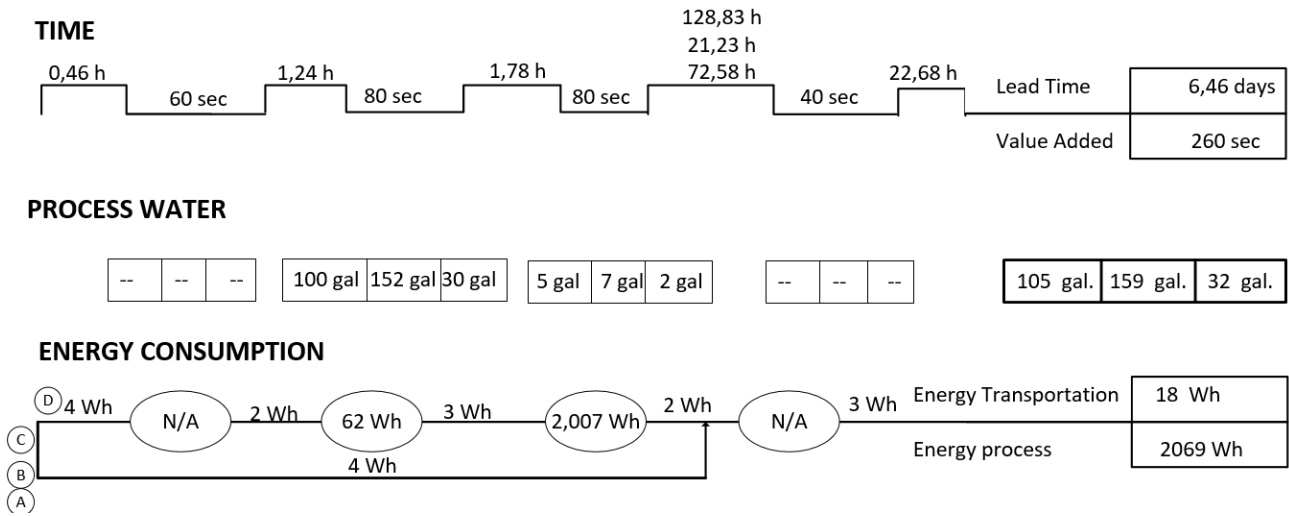 TIME
128,83 h
21,23 h
0,46 h 1,24 h 1,78 h 72,58 h 22,68 h
Lead Time 6,46 days
60 sec 80 sec 80 sec 40 sec
Value Added 260 sec
PROCESS WATER
-- -- -- 100 gal 152 gal 30 gal 5 gal 7 gal 2 gal -- -- -- 105 gal. 159 gal. 32 gal.
ENERGY CONSUMPTION
D 4 Wh N/A 2 Wh 62 Wh 3 Wh 2,007 Wh 2 Wh N/A 3 Wh Energy Transportation 18 Wh
C Energy process 2069 Wh
B 4 Wh
A